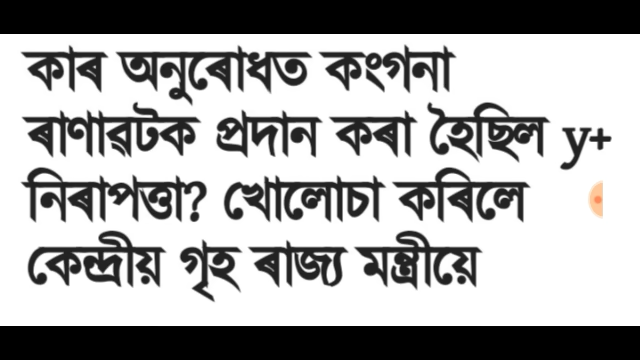 কাৰ অনুৰোধত কংগনা
ৰাণাৱটক প্ৰদান কৰা হৈছিল y+
নিৰাপত্তা? খোলোচা কৰিলে
কেন্দ্ৰীয় গৃহ ৰাজ্য মন্ত্ৰীয়ে